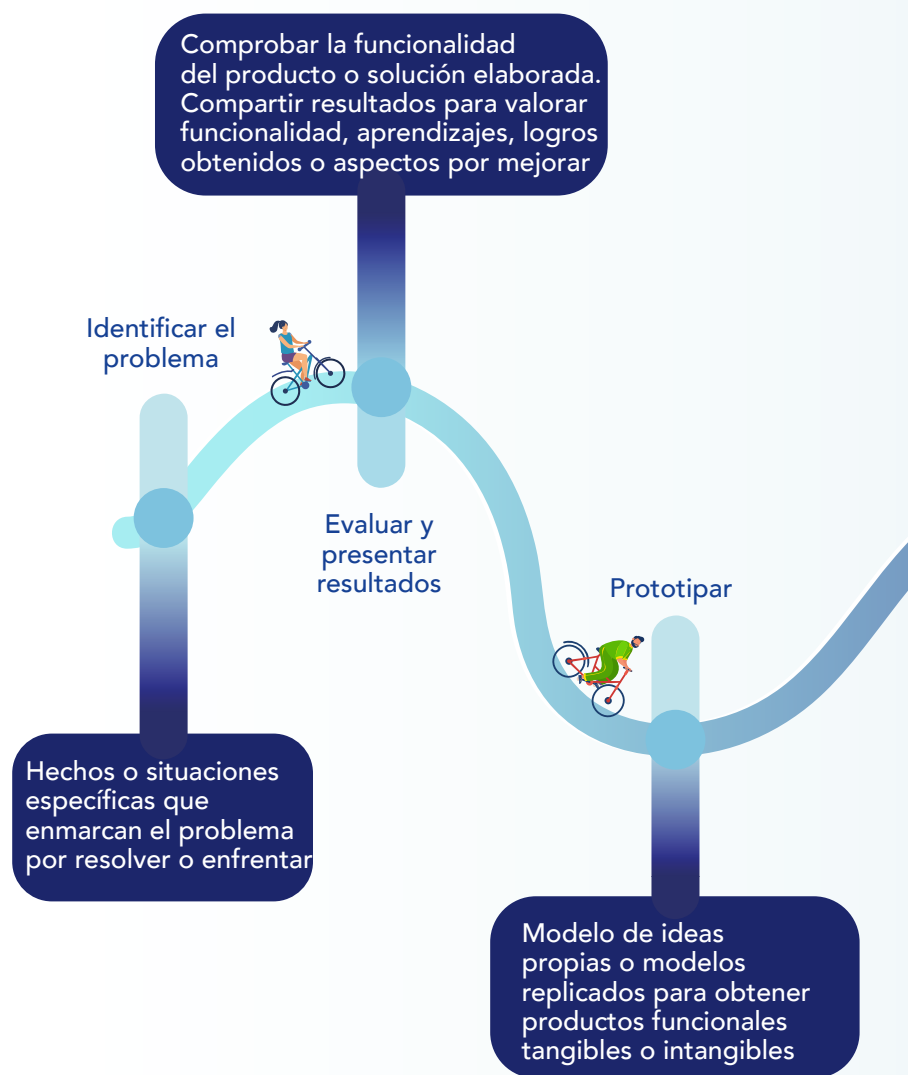 Comprobar la funcionalidad
del producto o solución elaborada.
Compartir resultados para valorar
funcionalidad, aprendizajes, logros
obtenidos o aspectos por mejorar
Identificar el
problema
Evaluar y
presentar
resultados
Prototipar
Hechos o situaciones
específicas que
enmarcan el problema
por resolver o enfrentar
Modelo de ideas
propias o modelos
replicados para obtener
productos funcionales
tangibles o intangibles